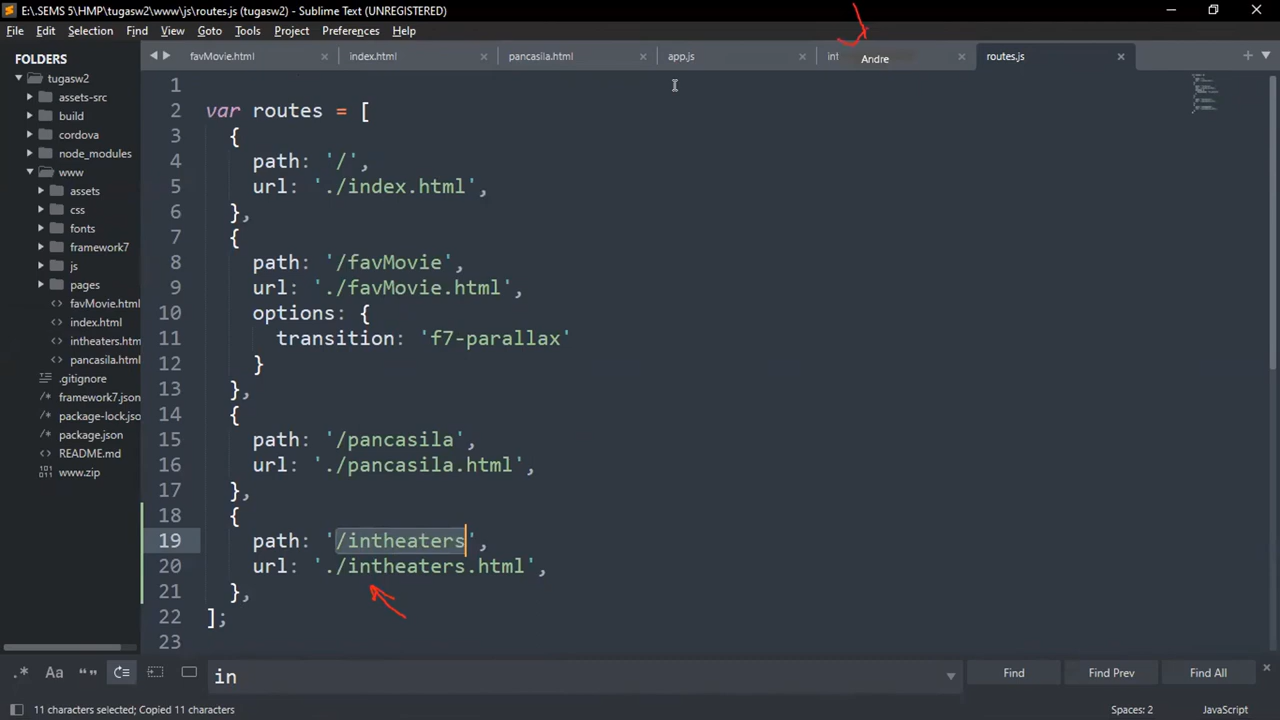 E:\.SEMS 5\HMP\tugasw2\www\js\routes.js (tugasw2) - Sublime Text (UNREGISTERED)
File Edit Selection Find View Goto Tools Project Preferences Help
favMovie.html index.html pancasila.html app.js int Andre routes.js
FOLDERS
tugasw2
assets-src
build
cordova
node_modules
www
assets
css
fonts
framework7
js
pages
favMovie.html
index.html
intheaters.htm
pancasila.html
.gitignore
framework7.json
package-lock.jso
package.json
README.md
www.zip
1
2 var routes = [
3 {
4 path: '/',
5 url: './index.html',
6 },
7 {
8 path: '/favMovie',
9 url: './favMovie.html',
10 options: {
11 transition: 'f7-parallax'
12 }
13 },
14 {
15 path: '/pancasila',
16 url: './pancasila.html',
17 },
18 {
19 path: '/intheaters',
20 url: './intheaters.html',
21 },
22 ];
23
.* Aa “” in Find Find Prev Find All
11 characters selected; Copied 11 characters Spaces: 2 JavaScript